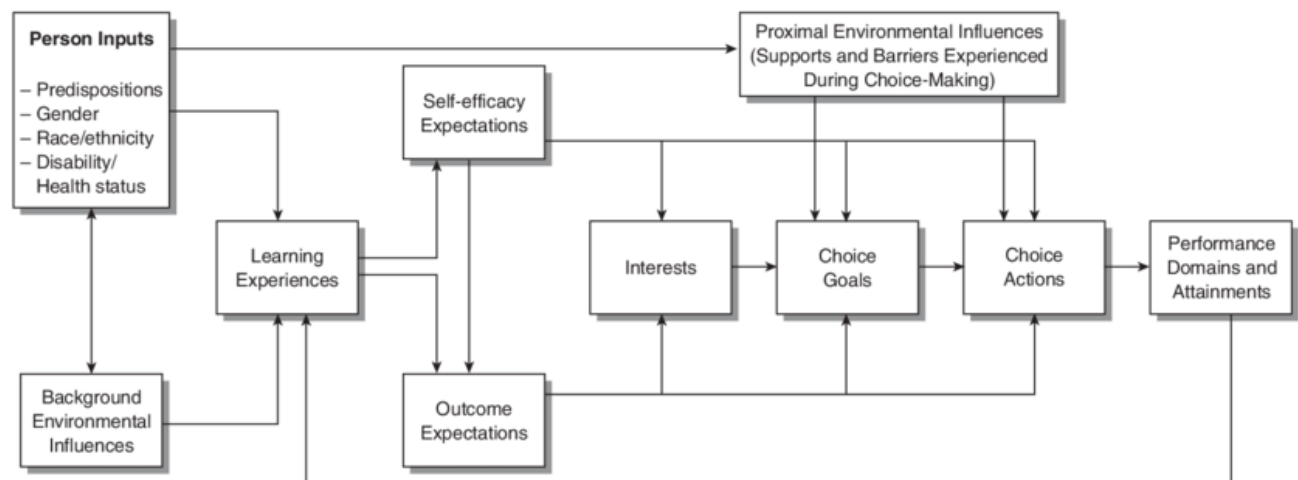 Person Inputs
– Predispositions
– Gender
– Race/ethnicity
– Disability/
Health status
Proximal Environmental Influences
(Supports and Barriers Experienced
During Choice-Making)
Self-efficacy
Expectations
Learning
Experiences
Interests
Choice
Goals
Choice
Actions
Performance
Domains and
Attainments
Background
Environmental
Influences
Outcome
Expectations